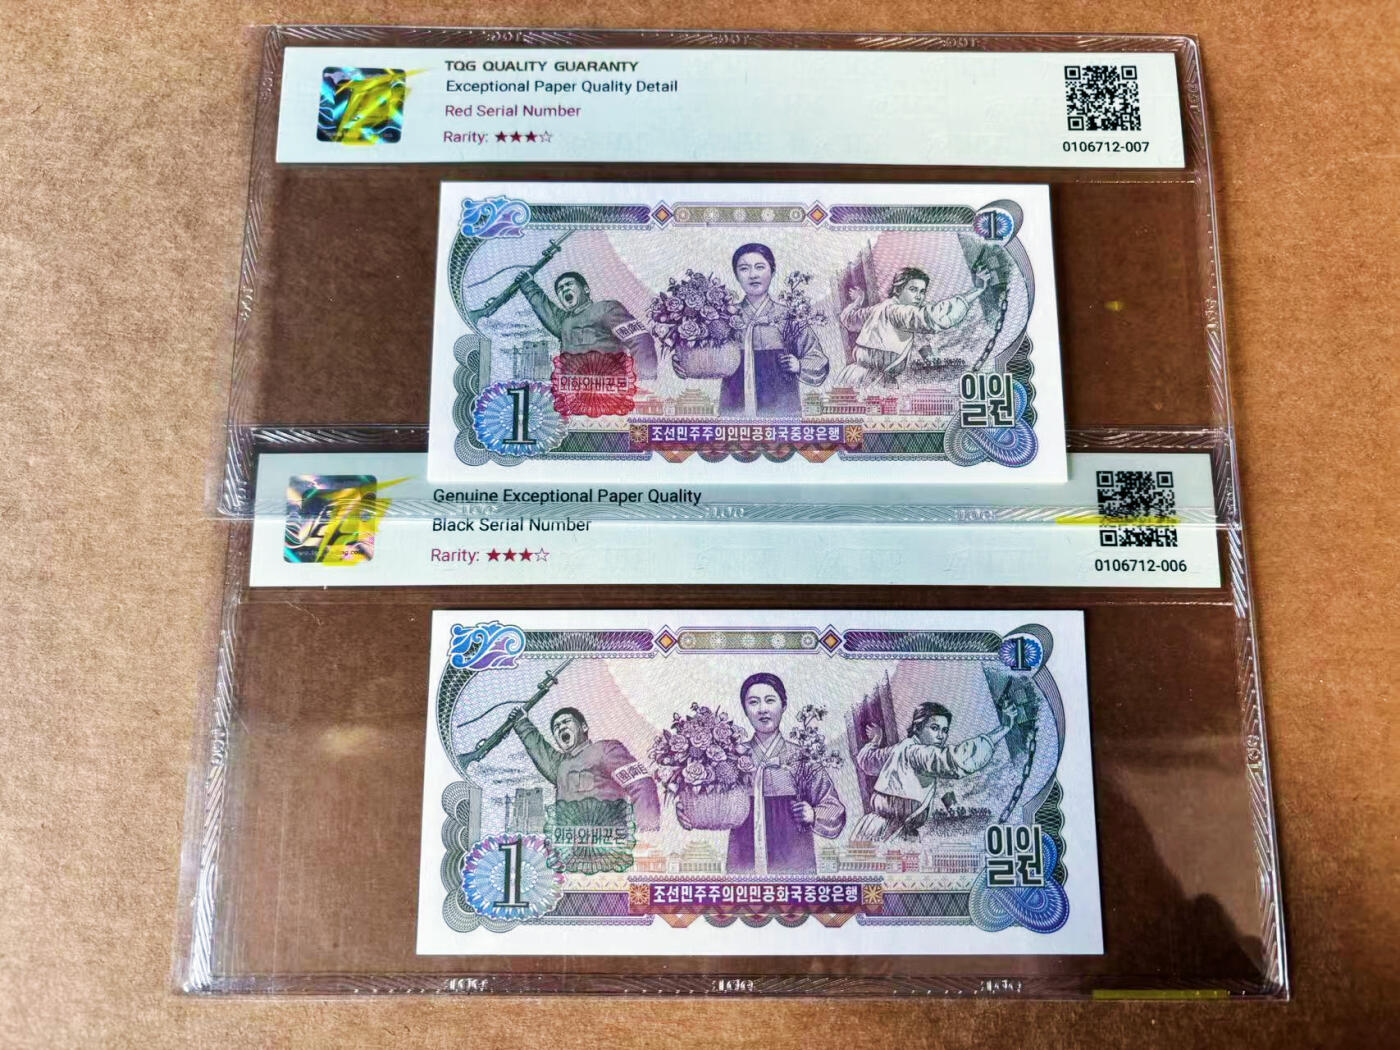 TQG QUALITY GUARANTY
Exceptional Paper Quality Detail
Red Serial Number
Rarity: ★★★☆
0106712-007
1
외화와바꾼돈
1
일원
조선민주주의인민공화국중앙은행
Genuine Exceptional Paper Quality
Black Serial Number
Rarity: ★★★☆
0106712-006
1
외화와바꾼돈
1
일원
조선민주주의인민공화국중앙은행